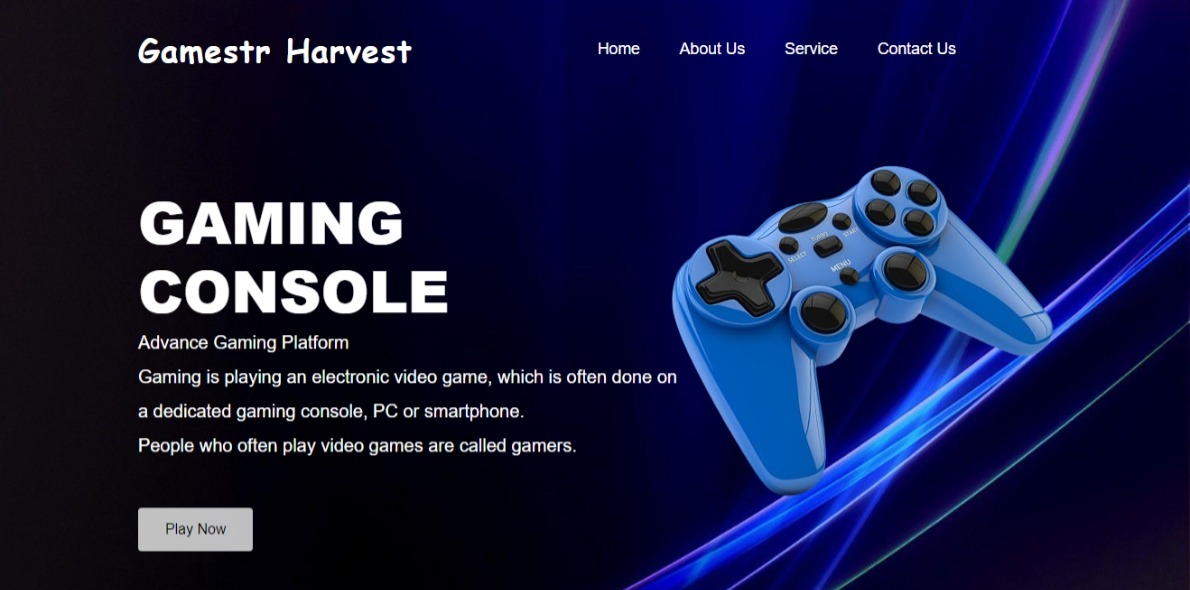 Gamestr Harvest
Home
About Us
Service
Contact Us
GAMING
CONSOLE
Advance Gaming Platform
Gaming is playing an electronic video game, which is often done on
a dedicated gaming console, PC or smartphone.
People who often play video games are called gamers.
Play Now
SELECT
TURBO
START
MENU